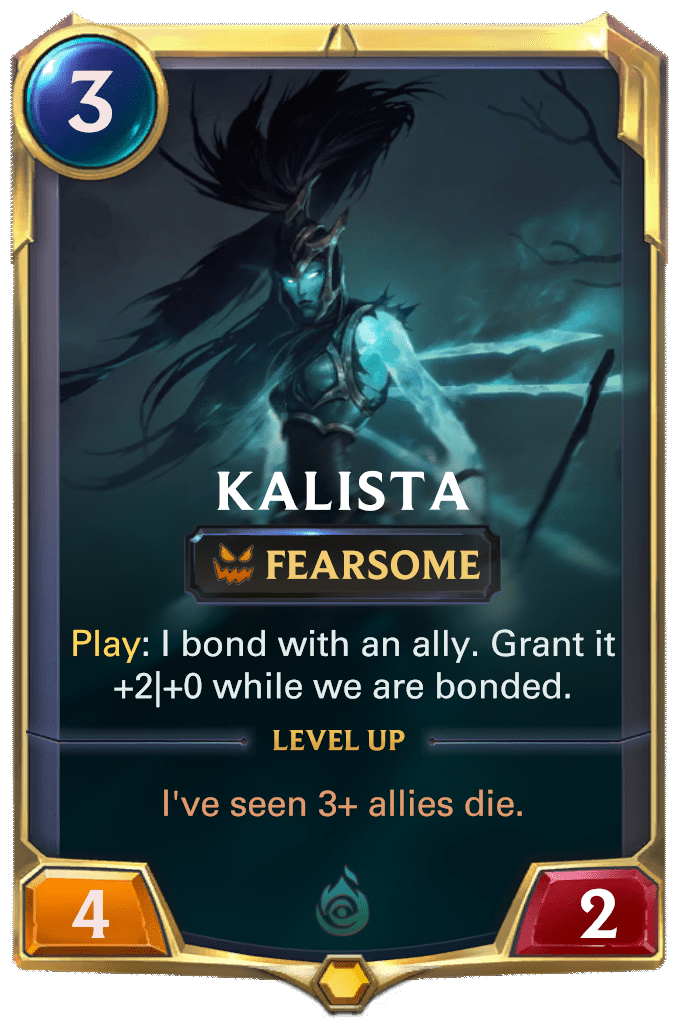 3
KALISTA
FEARSOME
Play: I bond with an ally. Grant it
+2|+0 while we are bonded.
LEVEL UP
I've seen 3+ allies die.
4
2